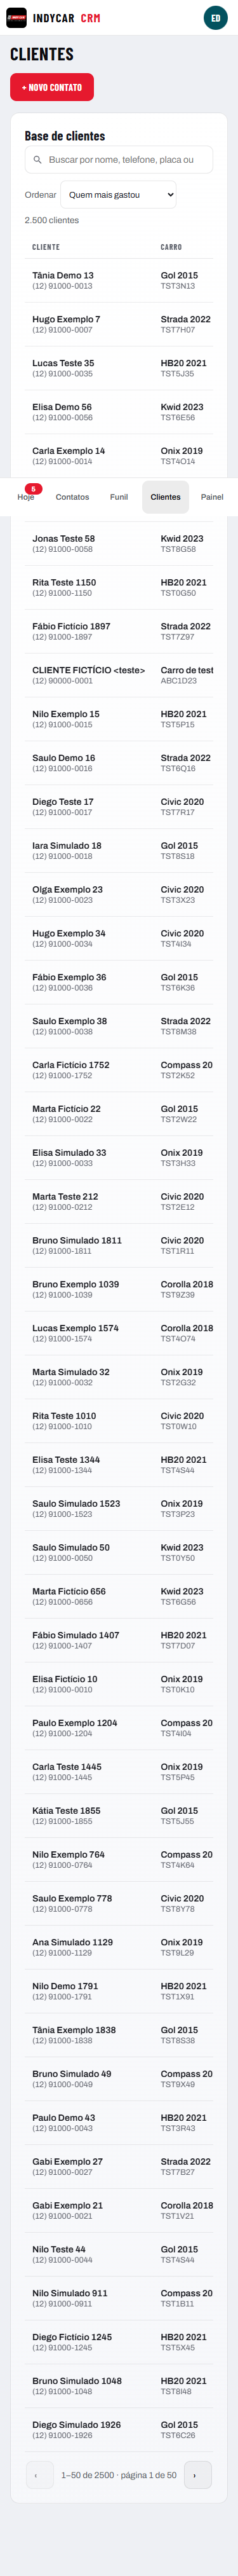 INDYCAR CRM
ED
CLIENTES
+ NOVO CONTATO
Base de clientes
Buscar por nome, telefone, placa ou
Ordenar Quem mais gastou
2.500 clientes
CLIENTE CARRO
Tânia Demo 13 Gol 2015
(12) 91000-0013 TST3N13
Hugo Exemplo 7 Strada 2022
(12) 91000-0007 TST7H07
Lucas Teste 35 HB20 2021
(12) 91000-0035 TST5J35
Elisa Demo 56 Kwid 2023
(12) 91000-0056 TST6E56
Carla Exemplo 14 Onix 2019
(12) 91000-0014 TST4O14
5
Hoje Contatos Funil Clientes Painel
Jonas Teste 58 Kwid 2023
(12) 91000-0058 TST8G58
Rita Teste 1150 HB20 2021
(12) 91000-1150 TST0G50
Fábio Fictício 1897 Strada 2022
(12) 91000-1897 TST7Z97
CLIENTE FICTÍCIO <teste> Carro de test
(12) 90000-0001 ABC1D23
Nilo Exemplo 15 HB20 2021
(12) 91000-0015 TST5P15
Saulo Demo 16 Strada 2022
(12) 91000-0016 TST6Q16
Diego Teste 17 Civic 2020
(12) 91000-0017 TST7R17
Iara Simulado 18 Gol 2015
(12) 91000-0018 TST8S18
Olga Exemplo 23 Civic 2020
(12) 91000-0023 TST3X23
Hugo Exemplo 34 Civic 2020
(12) 91000-0034 TST4I34
Fábio Exemplo 36 Gol 2015
(12) 91000-0036 TST6K36
Saulo Exemplo 38 Strada 2022
(12) 91000-0038 TST8M38
Carla Fictício 1752 Compass 20
(12) 91000-1752 TST2K52
Marta Fictício 22 Gol 2015
(12) 91000-0022 TST2W22
Elisa Simulado 33 Onix 2019
(12) 91000-0033 TST3H33
Marta Teste 212 Civic 2020
(12) 91000-0212 TST2E12
Bruno Simulado 1811 Civic 2020
(12) 91000-1811 TST1R11
Bruno Exemplo 1039 Corolla 2018
(12) 91000-1039 TST9Z39
Lucas Exemplo 1574 Corolla 2018
(12) 91000-1574 TST4O74
Marta Simulado 32 Onix 2019
(12) 91000-0032 TST2G32
Rita Teste 1010 Civic 2020
(12) 91000-1010 TST0W10
Elisa Teste 1344 HB20 2021
(12) 91000-1344 TST4S44
Saulo Simulado 1523 Onix 2019
(12) 91000-1523 TST3P23
Saulo Simulado 50 Kwid 2023
(12) 91000-0050 TST0Y50
Marta Fictício 656 Kwid 2023
(12) 91000-0656 TST6G56
Fábio Simulado 1407 HB20 2021
(12) 91000-1407 TST7D07
Elisa Fictício 10 Onix 2019
(12) 91000-0010 TST0K10
Paulo Exemplo 1204 Compass 20
(12) 91000-1204 TST4I04
Carla Teste 1445 Onix 2019
(12) 91000-1445 TST5P45
Kátia Teste 1855 Gol 2015
(12) 91000-1855 TST5J55
Nilo Exemplo 764 Compass 20
(12) 91000-0764 TST4K64
Saulo Exemplo 778 Civic 2020
(12) 91000-0778 TST8Y78
Ana Simulado 1129 Onix 2019
(12) 91000-1129 TST9L29
Nilo Demo 1791 HB20 2021
(12) 91000-1791 TST1X91
Tânia Exemplo 1838 Gol 2015
(12) 91000-1838 TST8S38
Bruno Simulado 49 Compass 20
(12) 91000-0049 TST9X49
Paulo Demo 43 HB20 2021
(12) 91000-0043 TST3R43
Gabi Exemplo 27 Strada 2022
(12) 91000-0027 TST7B27
Gabi Exemplo 21 Corolla 2018
(12) 91000-0021 TST1V21
Nilo Teste 44 Gol 2015
(12) 91000-0044 TST4S44
Nilo Simulado 911 Compass 20
(12) 91000-0911 TST1B11
Diego Fictício 1245 HB20 2021
(12) 91000-1245 TST5X45
Bruno Simulado 1048 HB20 2021
(12) 91000-1048 TST8I48
Diego Simulado 1926 Gol 2015
(12) 91000-1926 TST6C26
‹ 1–50 de 2500 · página 1 de 50 ›